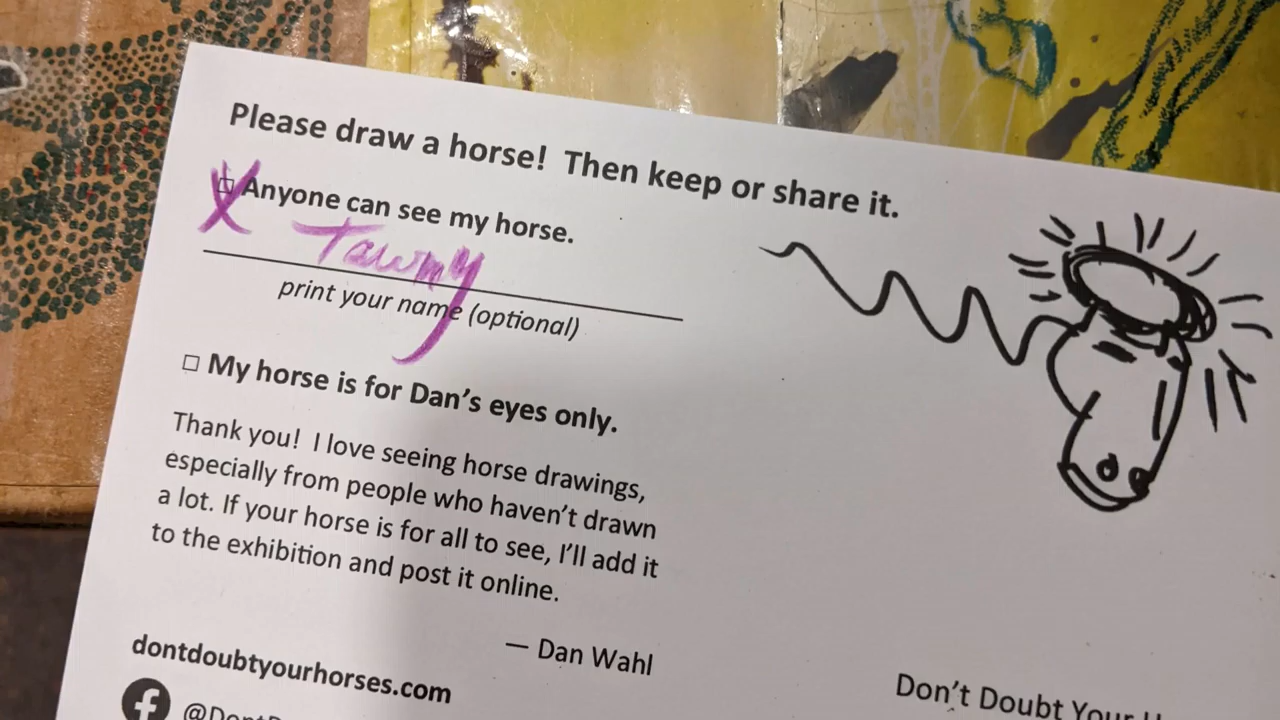 Please draw a horse! Then keep or share it.
X □ Anyone can see my horse.
Tawny
print your name (optional)
□ My horse is for Dan's eyes only.
Thank you! I love seeing horse drawings,
especially from people who haven't drawn
a lot. If your horse is for all to see, I'll add it
to the exhibition and post it online.
— Dan Wahl
dontdoubtyourhorses.com
Don't Doubt Your